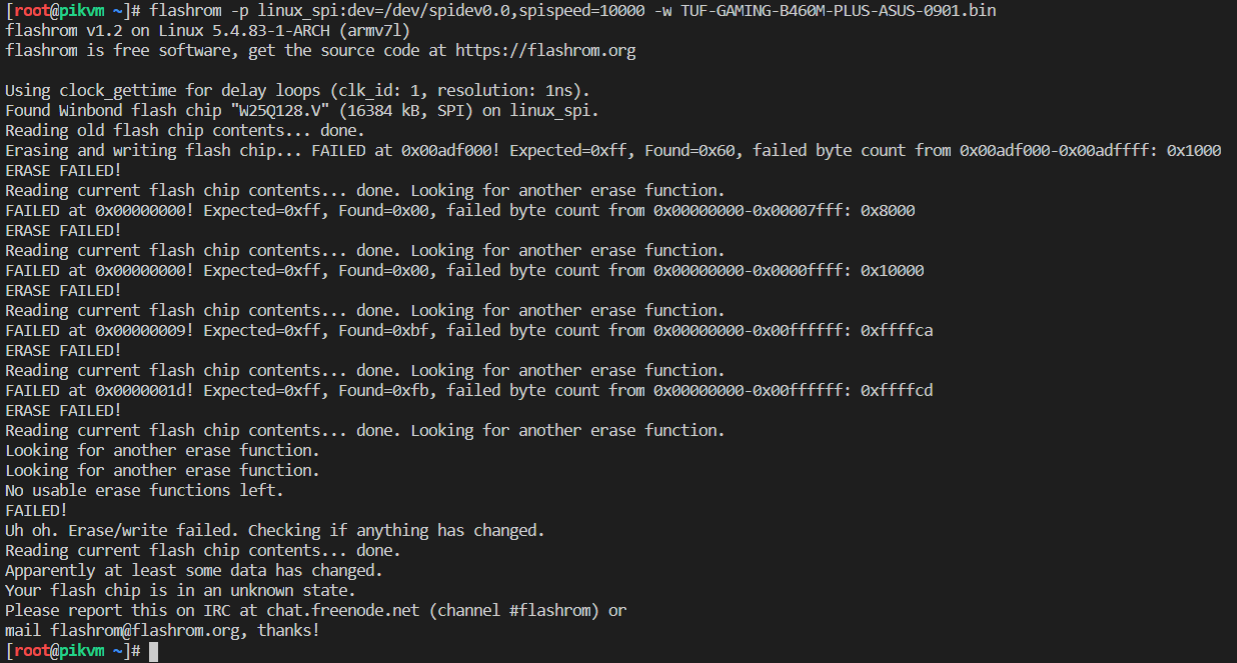 [root@pikvm ~]# flashrom -p linux_spi:dev=/dev/spidev0.0,spispeed=10000 -w TUF-GAMING-B460M-PLUS-ASUS-0901.bin
flashrom v1.2 on Linux 5.4.83-1-ARCH (armv7l)
flashrom is free software, get the source code at https://flashrom.org

Using clock_gettime for delay loops (clk_id: 1, resolution: 1ns).
Found Winbond flash chip "W25Q128.V" (16384 kB, SPI) on linux_spi.
Reading old flash chip contents... done.
Erasing and writing flash chip... FAILED at 0x00adf000! Expected=0xff, Found=0x60, failed byte count from 0x00adf000-0x00adffff: 0x1000
ERASE FAILED!
Reading current flash chip contents... done. Looking for another erase function.
FAILED at 0x00000000! Expected=0xff, Found=0x00, failed byte count from 0x00000000-0x00007fff: 0x8000
ERASE FAILED!
Reading current flash chip contents... done. Looking for another erase function.
FAILED at 0x00000000! Expected=0xff, Found=0x00, failed byte count from 0x00000000-0x0000ffff: 0x10000
ERASE FAILED!
Reading current flash chip contents... done. Looking for another erase function.
FAILED at 0x00000009! Expected=0xff, Found=0xbf, failed byte count from 0x00000000-0x00ffffff: 0xffffca
ERASE FAILED!
Reading current flash chip contents... done. Looking for another erase function.
FAILED at 0x0000001d! Expected=0xff, Found=0xfb, failed byte count from 0x00000000-0x00ffffff: 0xffffcd
ERASE FAILED!
Reading current flash chip contents... done. Looking for another erase function.
Looking for another erase function.
Looking for another erase function.
No usable erase functions left.
FAILED!
Uh oh. Erase/write failed. Checking if anything has changed.
Reading current flash chip contents... done.
Apparently at least some data has changed.
Your flash chip is in an unknown state.
Please report this on IRC at chat.freenode.net (channel #flashrom) or
mail flashrom@flashrom.org, thanks!
[root@pikvm ~]#